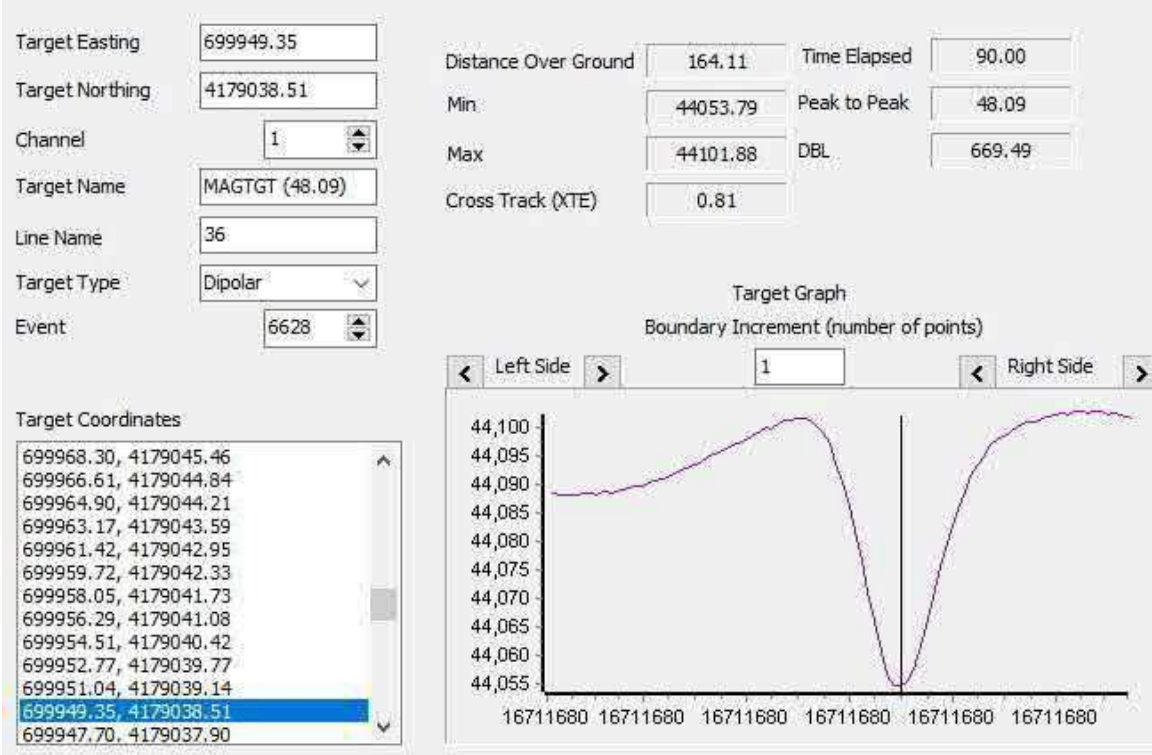 Target Easting 699949.35
Target Northing 4179038.51
Channel 1
Target Name MAGTGT (48.09)
Line Name 36
Target Type Dipolar
Event 6628
Distance Over Ground 164.11 Time Elapsed 90.00
Min 44053.79 Peak to Peak 48.09
Max 44101.88 DBL 669.49
Cross Track (XTE) 0.81
Target Graph
Boundary Increment (number of points)
< Left Side > 1 < Right Side >
Target Coordinates
699968.30, 4179045.46
699966.61, 4179044.84
699964.90, 4179044.21
699963.17, 4179043.59
699961.42, 4179042.95
699959.72, 4179042.33
699958.05, 4179041.73
699956.29, 4179041.08
699954.51, 4179040.42
699952.77, 4179039.77
699951.04, 4179039.14
699949.35, 4179038.51
699947.70, 4179037.90
44,100
44,095
44,090
44,085
44,080
44,075
44,070
44,065
44,060
44,055
16711680 16711680 16711680 16711680 16711680 16711680